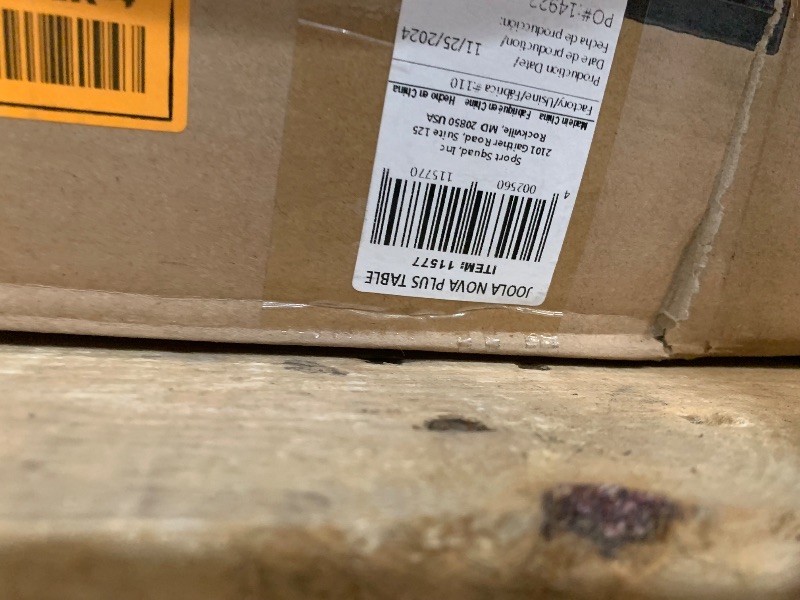 JOOLA NOVA PLUS TABLE
ITEM: 11577
4 002560 115770
Sport Squad, Inc
2101 Gaither Road, Suite 125
Rockville, MD 20850 USA
Made in China Fabriqué en Chine Hecho en China
Factory/Usine/Fábrica #:110
Production Date/
Date de production/ 11/25/2024
Fecha de producción:
PO#:14922